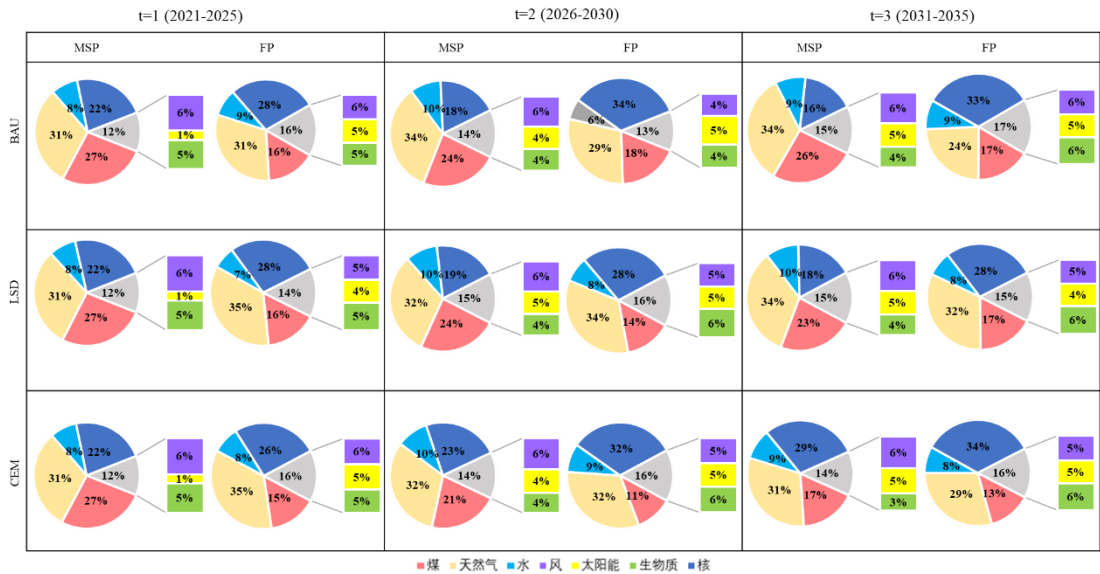 t=1 (2021-2025) t=2 (2026-2030) t=3 (2031-2035)
MSP FP MSP FP MSP FP
BAU
8% 22% 31% 12% 27% 6% 1% 5%
9% 28% 31% 16% 16% 6% 5% 5%
10% 18% 34% 14% 24% 6% 4% 4%
6% 34% 29% 13% 18% 4% 5% 4%
9% 16% 34% 15% 26% 6% 5% 4%
9% 33% 24% 17% 17% 6% 5% 6%
LSD
8% 22% 31% 12% 27% 6% 1% 5%
7% 28% 35% 14% 16% 5% 4% 5%
10% 19% 32% 15% 24% 6% 5% 4%
8% 28% 34% 16% 14% 5% 5% 6%
10% 18% 34% 15% 23% 6% 5% 4%
8% 28% 32% 15% 17% 5% 4% 6%
CEM
8% 22% 31% 12% 27% 6% 1% 5%
8% 26% 35% 16% 15% 6% 5% 5%
10% 23% 32% 14% 21% 6% 4% 4%
9% 32% 32% 16% 11% 5% 5% 6%
9% 29% 31% 14% 17% 6% 5% 3%
8% 34% 29% 16% 13% 5% 5% 6%
煤 天然气 水 风 太阳能 生物质 核